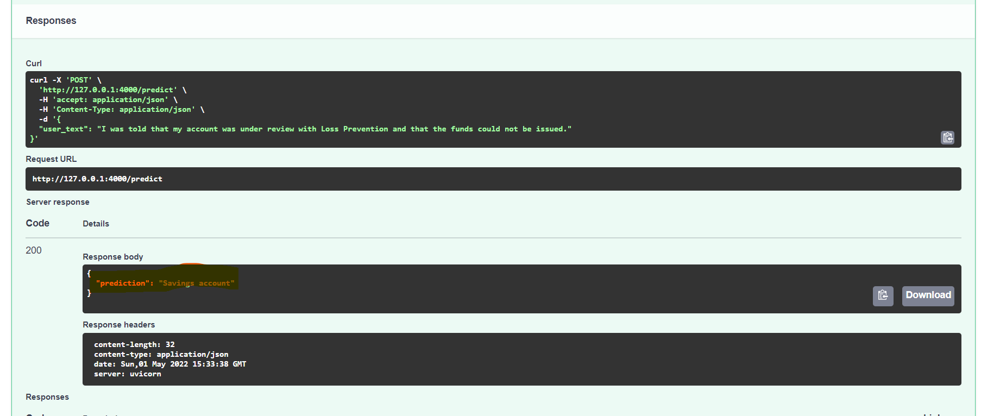 Responses
Curl
curl -X 'POST' \
'http://127.0.0.1:4000/predict' \
-H 'accept: application/json' \
-H 'Content-Type: application/json' \
-d '{
"user_text": "I was told that my account was under review with Loss Prevention and that the funds could not be issued."
}'
Request URL
http://127.0.0.1:4000/predict
Server response
Code Details
200
Response body
{
"prediction": "Savings account"
}
Download
Response headers
content-length: 32
content-type: application/json
date: Sun,01 May 2022 15:33:38 GMT
server: uvicorn
Responses